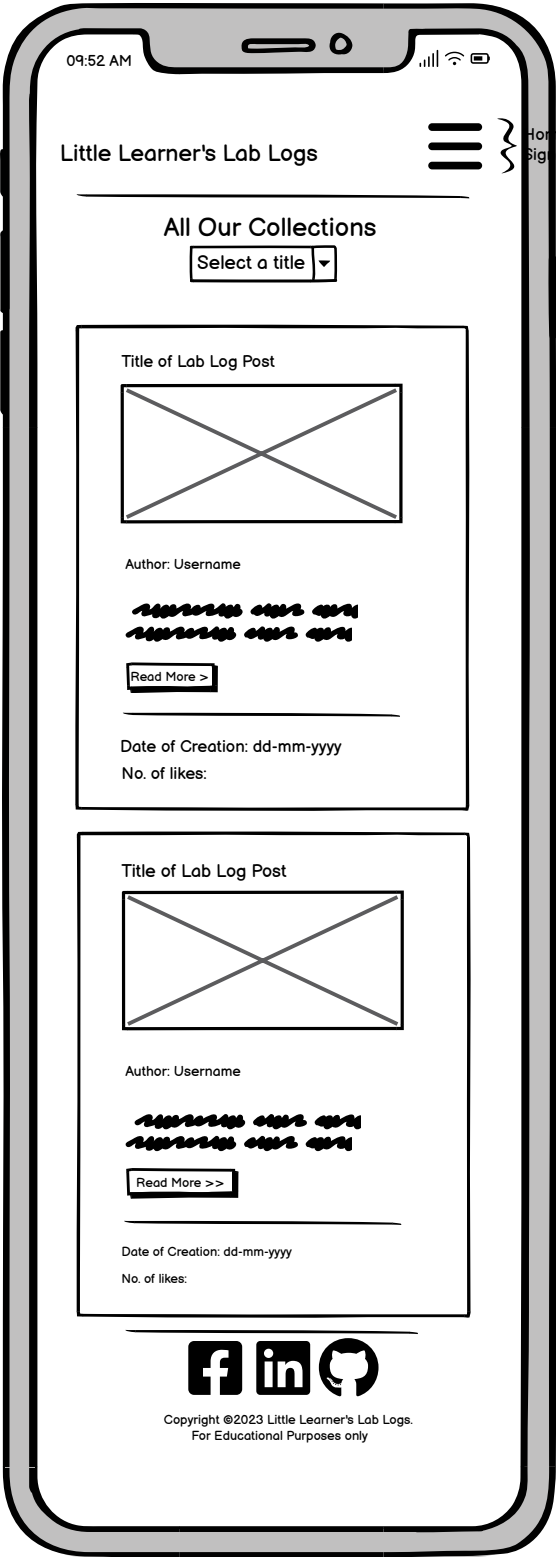 09:52 AM
Little Learner's Lab Logs
All Our Collections
Select a title
Title of Lab Log Post
Author: Username
Read More >
Date of Creation: dd-mm-yyyy
No. of likes:
Title of Lab Log Post
Author: Username
Read More >>
Date of Creation: dd-mm-yyyy
No. of likes:
Copyright ©2023 Little Learner's Lab Logs.
For Educational Purposes only